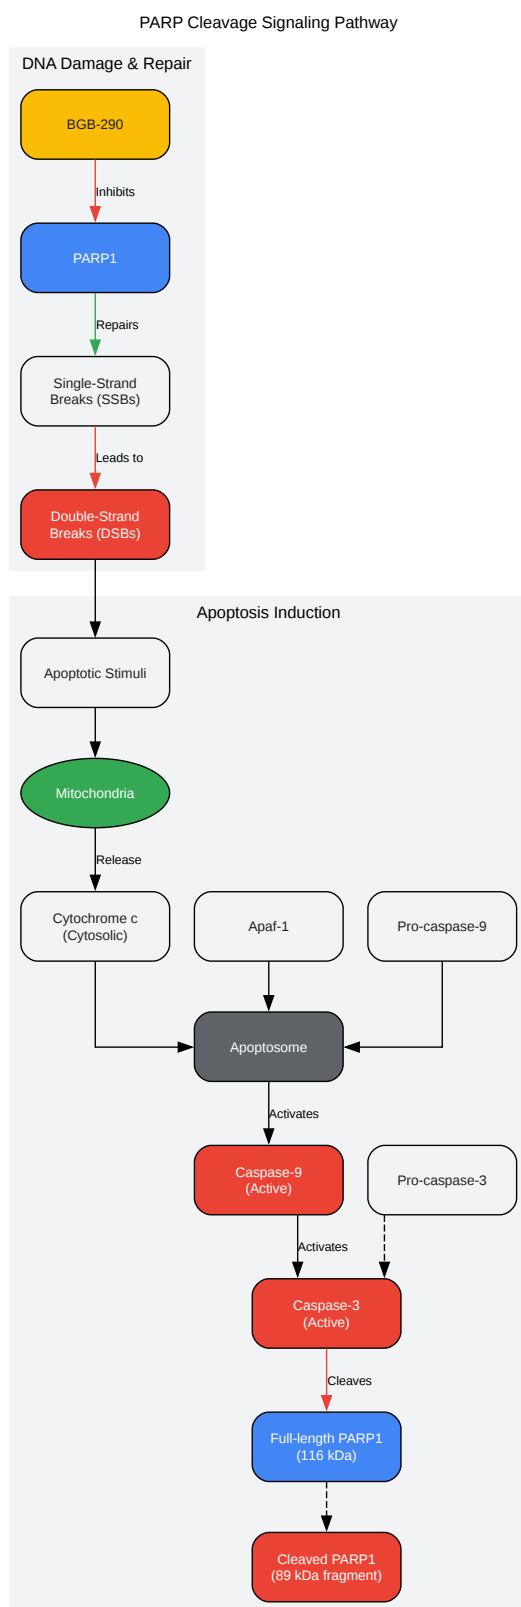 PARP Cleavage Signaling Pathway
DNA Damage & Repair
BGB-290
Inhibits
PARP1
Repairs
Single-Strand
Breaks (SSBs)
Leads to
Double-Strand
Breaks (DSBs)
Apoptosis Induction
Apoptotic Stimuli
Mitochondria
Release
Cytochrome c
(Cytosolic)
Apaf-1
Pro-caspase-9
Apoptosome
Activates
Caspase-9
(Active)
Pro-caspase-3
Activates
Caspase-3
(Active)
Cleaves
Full-length PARP1
(116 kDa)
Cleaved PARP1
(89 kDa fragment)